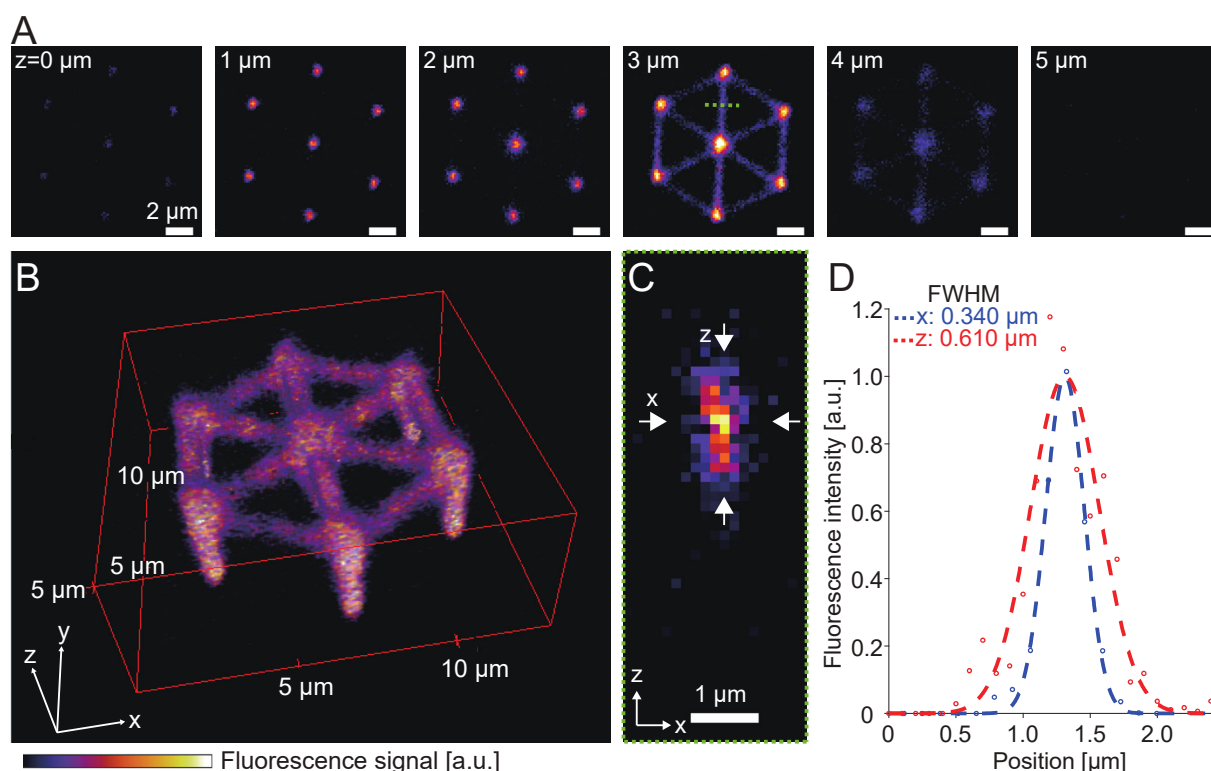 A
z=0 µm
1 µm
2 µm
3 µm
4 µm
5 µm
2 µm
B
10 µm
5 µm
5 µm
5 µm
10 µm
y
z
x
Fluorescence signal [a.u.]
C
z
x
z
x
1 µm
D
FWHM
x: 0.340 µm
z: 0.610 µm
Fluorescence intensity [a.u.]
1.2
1.0
0.8
0.6
0.4
0.2
0
0 0.5 1.0 1.5 2.0
Position [µm]